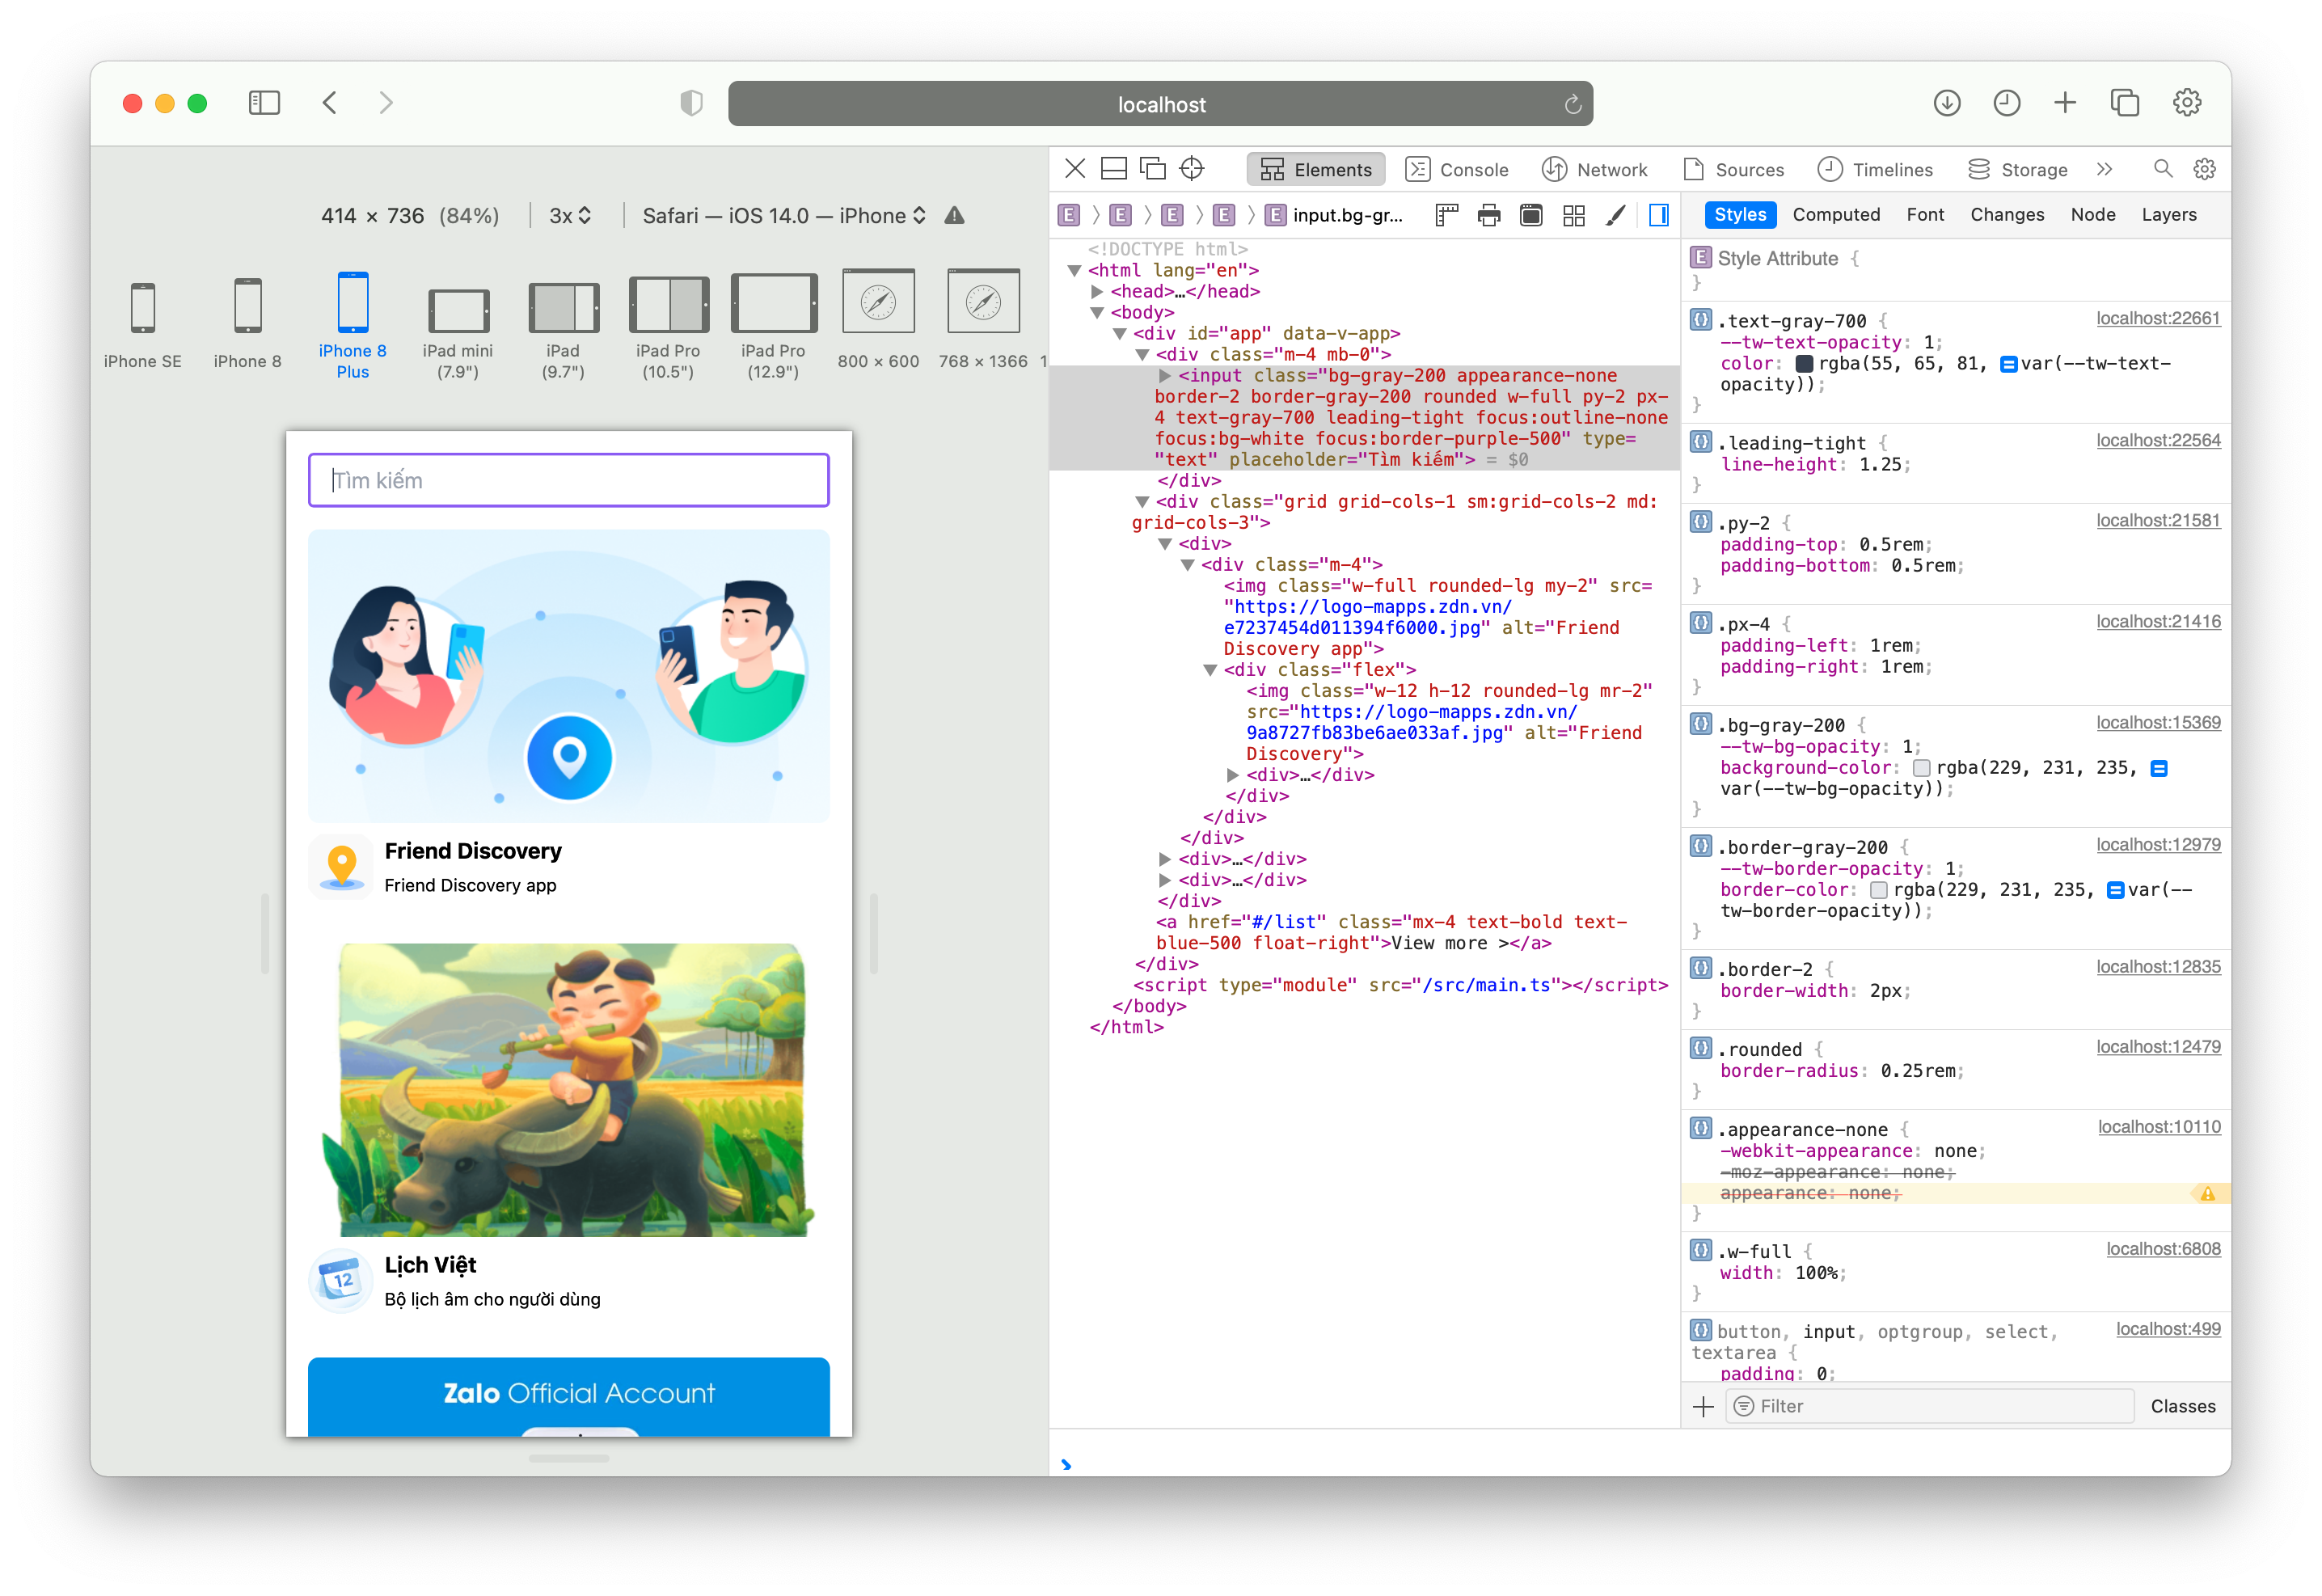 localhost
414 × 736 (84%)
3x
Safari — iOS 14.0 — iPhone
iPhone SE
iPhone 8
iPhone 8
Plus
iPad mini
(7.9")
iPad
(9.7")
iPad Pro
(10.5")
iPad Pro
(12.9")
800 × 600
768 × 1366
1
Tìm kiếm
Friend Discovery
Friend Discovery app
12
Lịch Việt
Bộ lịch âm cho người dùng
Zalo Official Account
Elements
Console
Network
Sources
Timelines
Storage
E
E
E
E
E input.bg-gr…
<!DOCTYPE html>
<html lang="en">
<head>…</head>
<body>
<div id="app" data-v-app>
<div class="m-4 mb-0">
<input class="bg-gray-200 appearance-none
border-2 border-gray-200 rounded w-full py-2 px-
4 text-gray-700 leading-tight focus:outline-none
focus:bg-white focus:border-purple-500" type=
"text" placeholder="Tìm kiếm"> = $0
</div>
<div class="grid grid-cols-1 sm:grid-cols-2 md:
grid-cols-3">
<div>
<div class="m-4">
<img class="w-full rounded-lg my-2" src=
"https://logo-mapps.zdn.vn/
e7237454d011394f6000.jpg" alt="Friend
Discovery app">
<div class="flex">
<img class="w-12 h-12 rounded-lg mr-2"
src="https://logo-mapps.zdn.vn/
9a8727fb83be6ae033af.jpg" alt="Friend
Discovery">
<div>…</div>
</div>
</div>
</div>
<div>…</div>
<div>…</div>
</div>
<a href="#/list" class="mx-4 text-bold text-
blue-500 float-right">View more ></a>
</div>
<script type="module" src="/src/main.ts"></script>
</body>
</html>
Styles
Computed
Font
Changes
Node
Layers
E Style Attribute {
}
.text-gray-700 { localhost:22661
--tw-text-opacity: 1;
color: rgba(55, 65, 81, var(--tw-text-
opacity));
}
.leading-tight { localhost:22564
line-height: 1.25;
}
.py-2 { localhost:21581
padding-top: 0.5rem;
padding-bottom: 0.5rem;
}
.px-4 { localhost:21416
padding-left: 1rem;
padding-right: 1rem;
}
.bg-gray-200 { localhost:15369
--tw-bg-opacity: 1;
background-color: rgba(229, 231, 235,
var(--tw-bg-opacity));
}
.border-gray-200 { localhost:12979
--tw-border-opacity: 1;
border-color: rgba(229, 231, 235, var(--
tw-border-opacity));
}
.border-2 { localhost:12835
border-width: 2px;
}
.rounded { localhost:12479
border-radius: 0.25rem;
}
.appearance-none { localhost:10110
-webkit-appearance: none;
-moz-appearance: none;
appearance: none;
}
.w-full { localhost:6808
width: 100%;
}
button, input, optgroup, select, localhost:499
textarea {
padding: 0;
Filter
Classes